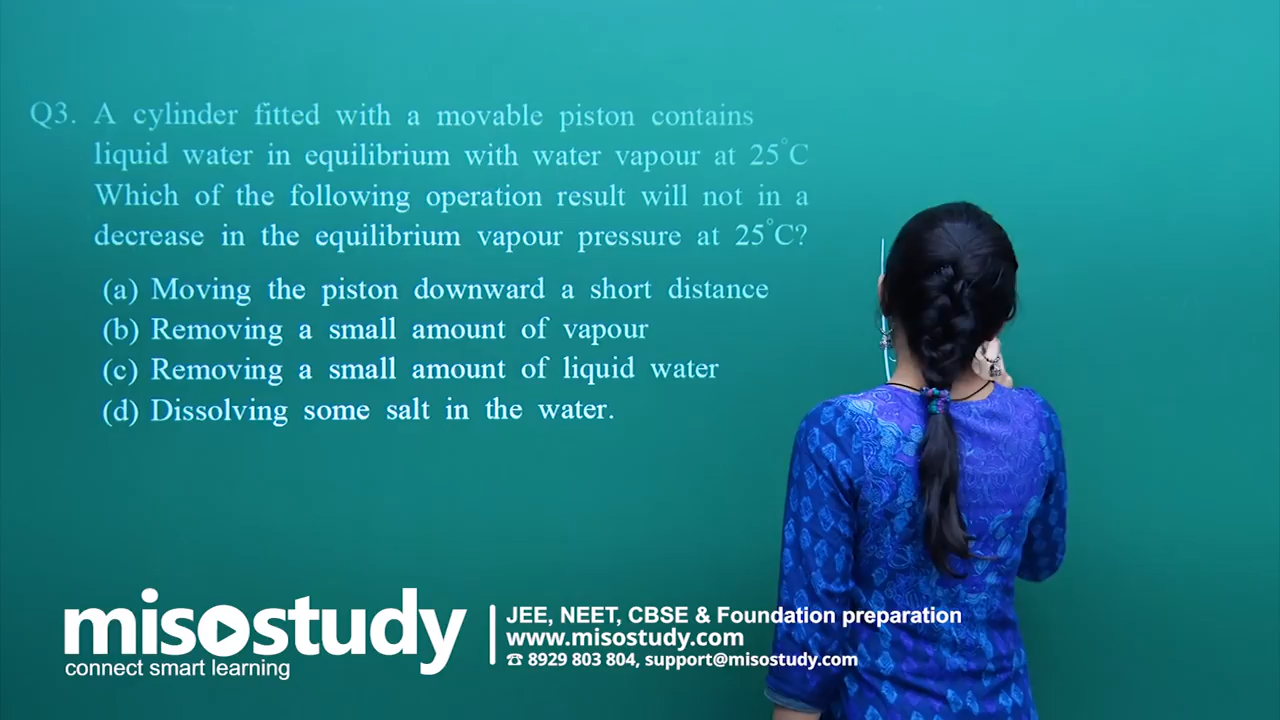 Q3. A cylinder fitted with a movable piston contains
liquid water in equilibrium with water vapour at 25°C
Which of the following operation result will not in a
decrease in the equilibrium vapour pressure at 25°C?
(a) Moving the piston downward a short distance
(b) Removing a small amount of vapour
(c) Removing a small amount of liquid water
(d) Dissolving some salt in the water.
misostudy
connect smart learning
JEE, NEET, CBSE & Foundation preparation
www.misostudy.com
☎ 8929 803 804, support@misostudy.com